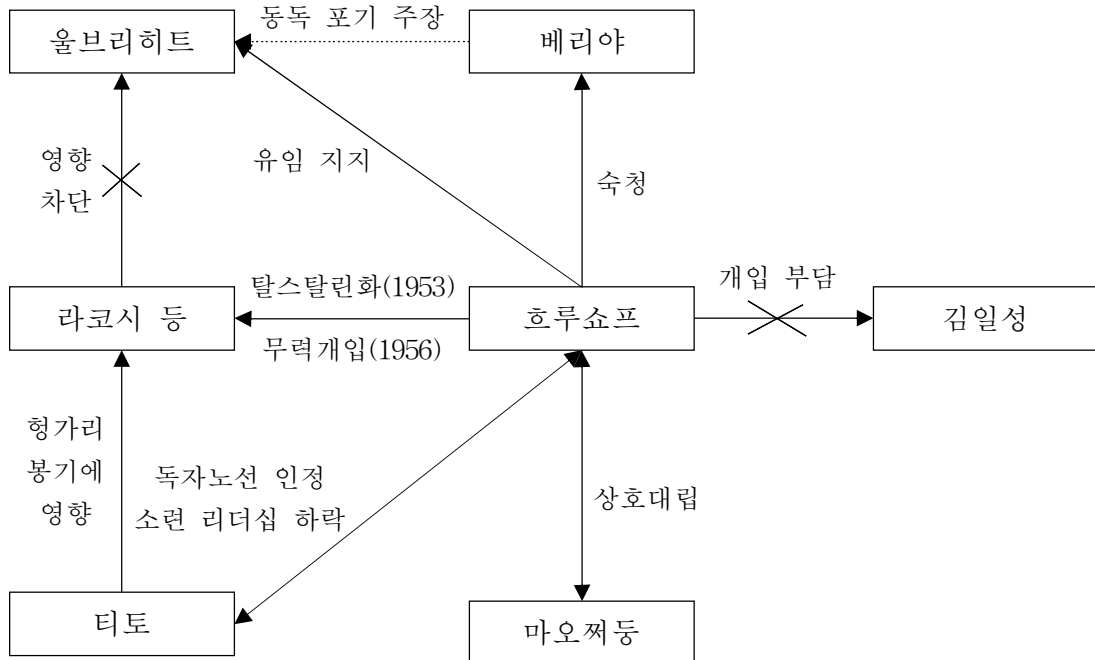 동독 포기 주장
울브리히트
베리야
영향
차단
유임 지지
숙청
탈스탈린화(1953)
개입 부담
라코시 등
흐루쇼프
김일성
무력개입(1956)
헝가리
봉기에
영향
독자노선 인정
소련 리더십 하락
상호대립
티토
마오쩌둥